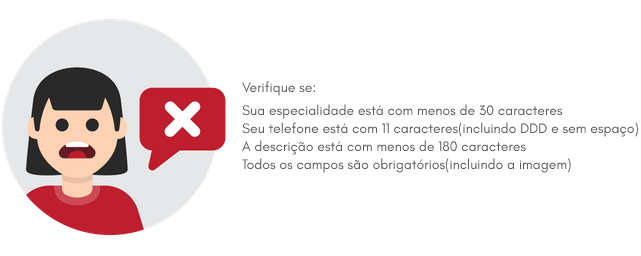 Verifique se:
Sua especialidade está com menos de 30 caracteres
Seu telefone está com 11 caracteres(incluindo DDD e sem espaço)
A descrição está com menos de 180 caracteres
Todos os campos são obrigatórios(incluindo a imagem)